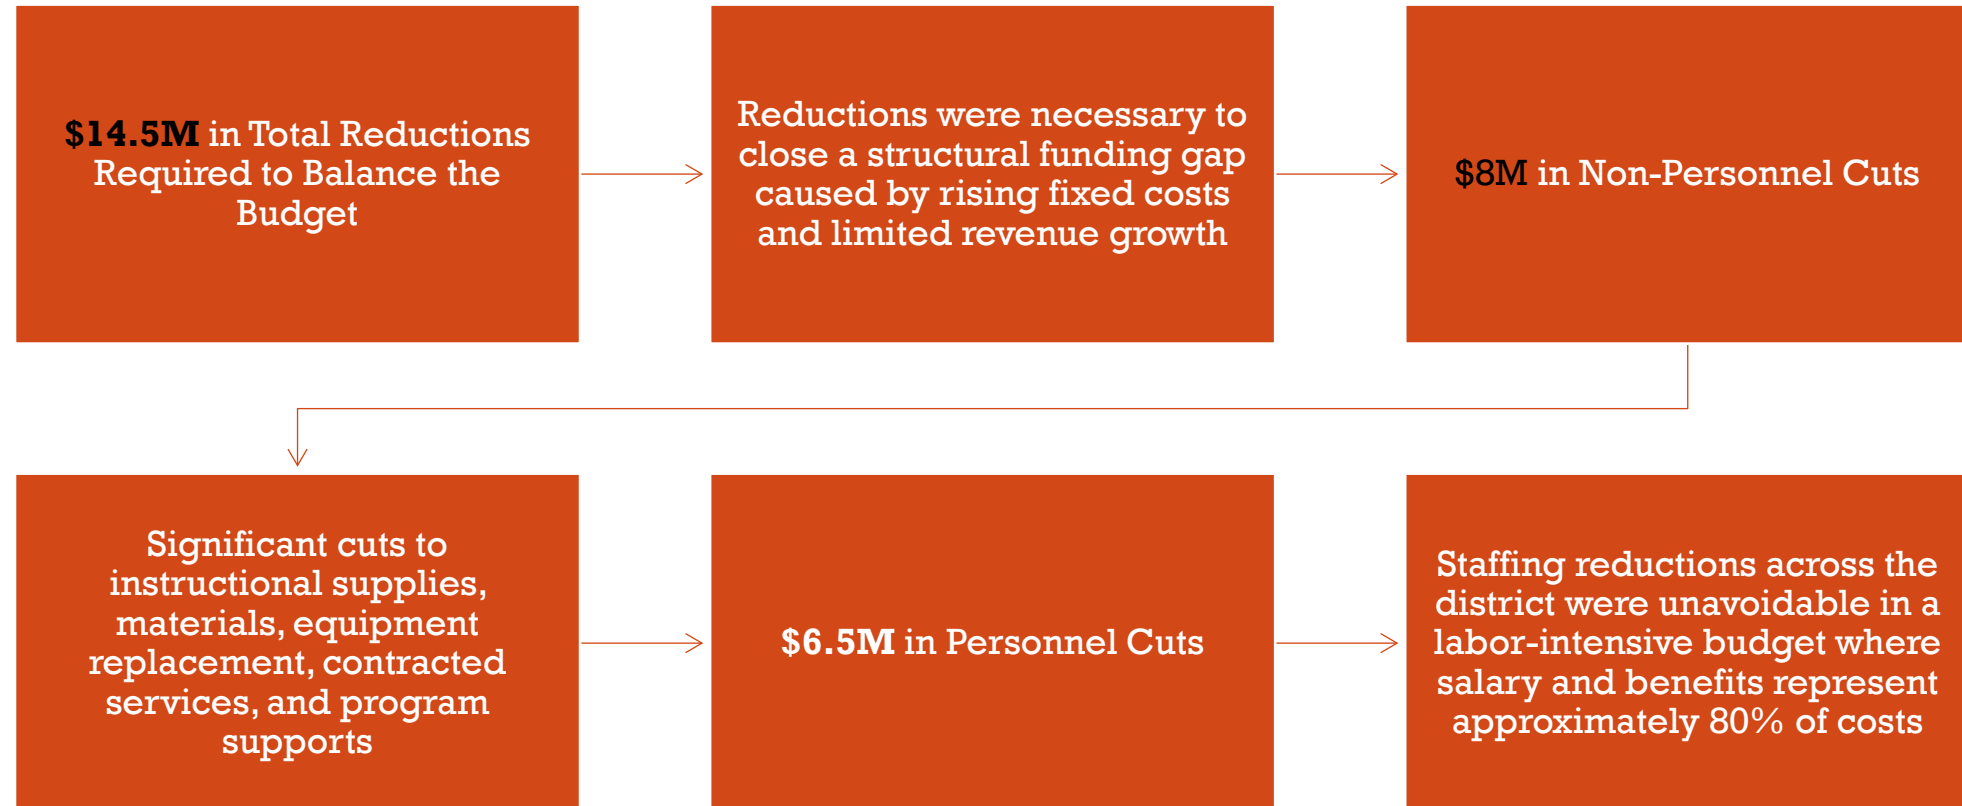 $14.5M in Total Reductions
Required to Balance the
Budget
Reductions were necessary to
close a structural funding gap
caused by rising fixed costs
and limited revenue growth
$8M in Non-Personnel Cuts
Significant cuts to
instructional supplies,
materials, equipment
replacement, contracted
services, and program
supports
$6.5M in Personnel Cuts
Staffing reductions across the
district were unavoidable in a
labor-intensive budget where
salary and benefits represent
approximately 80% of costs